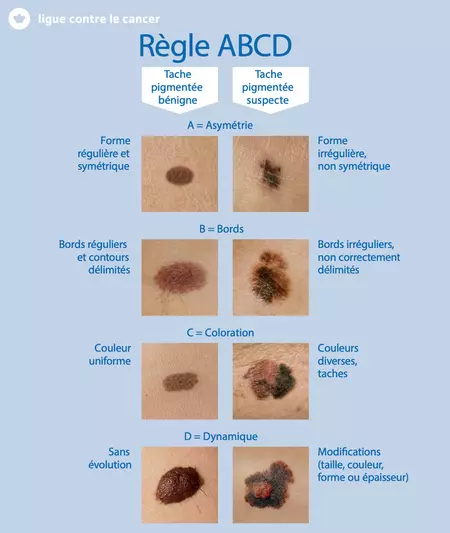 ligue contre le cancer
Règle ABCD
Tache
pigmentée
bénigne
Tache
pigmentée
suspecte
A = Asymétrie
Forme
régulière et
symétrique
Forme
irrégulière,
non symétrique
B = Bords
Bords réguliers
et contours
délimités
Bords irréguliers,
non correctement
délimités
C = Coloration
Couleur
uniforme
Couleurs
diverses,
taches
D = Dynamique
Sans
évolution
Modifications
(taille, couleur,
forme ou épaisseur)